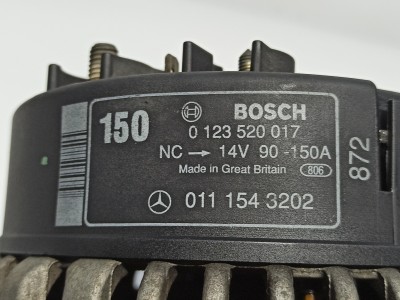 150
BOSCH
0 123 520 017
NC → 14V 90-150A
Made in Great Britain 806
011 154 3202
872